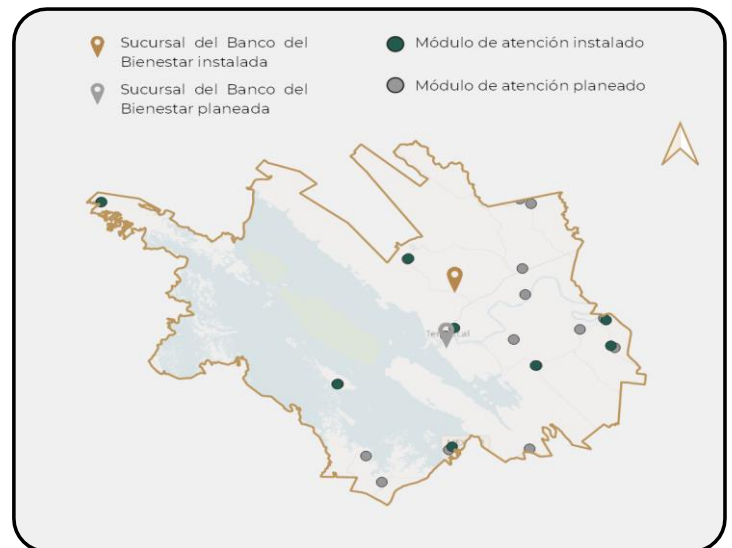 Sucursal del Banco del
Bienestar instalada
Módulo de atención instalado
Sucursal del Banco del
Bienestar planeada
Módulo de atención planeado